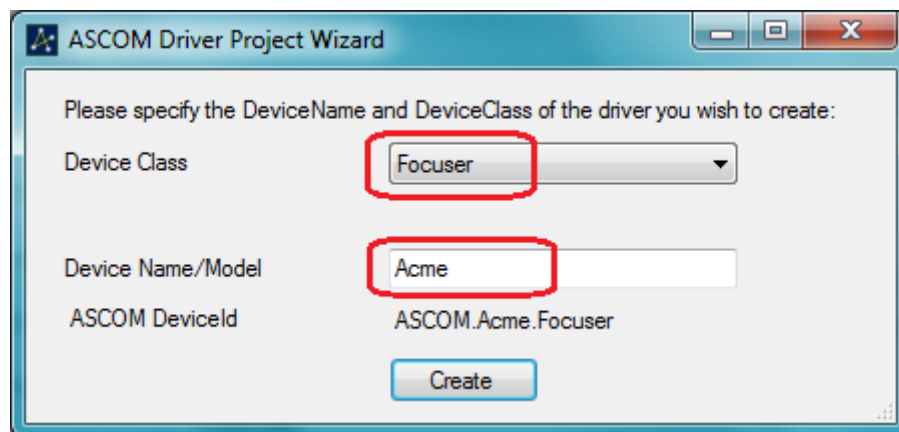 ASCOM Driver Project Wizard
Please specify the DeviceName and DeviceClass of the driver you wish to create:
Device Class Focuser
Device Name/Model Acme
ASCOM DeviceId ASCOM.Acme.Focuser
Create